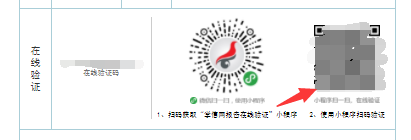 在线验证
在线验证码
微信扫一扫,使用小程序
小程序扫一扫,在线验证
1、扫码获取“学信网报告在线验证”小程序
2、使用小程序扫码验证